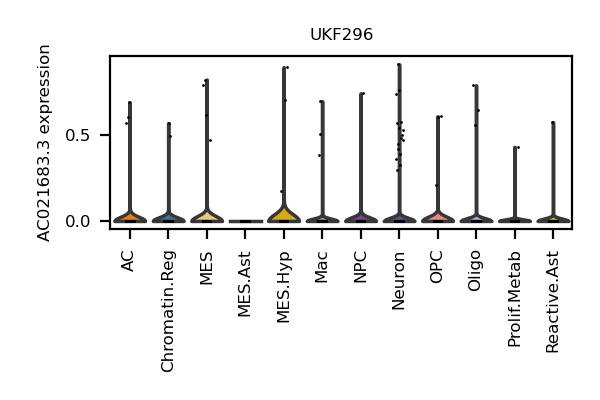 UKF296
AC021683.3 expression
0.5
0.0
AC
Chromatin.Reg
MES
MES.Ast
MES.Hyp
Mac
NPC
Neuron
OPC
Oligo
Prolif.Metab
Reactive.Ast